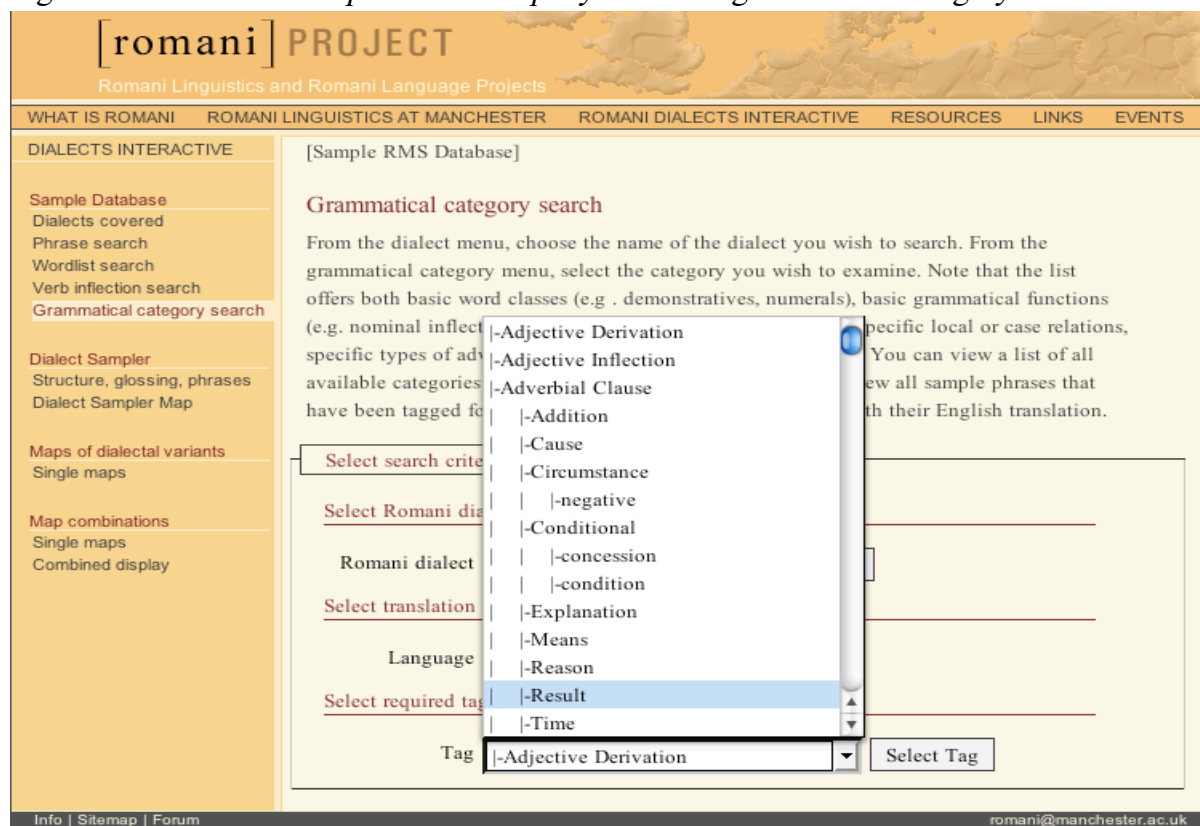 [romani] PROJECT
Romani Linguistics and Romani Language Projects
WHAT IS ROMANI ROMANI LINGUISTICS AT MANCHESTER ROMANI DIALECTS INTERACTIVE RESOURCES LINKS EVENTS
DIALECTS INTERACTIVE
Sample Database
Dialects covered
Phrase search
Wordlist search
Verb inflection search
Grammatical category search
Dialect Sampler
Structure, glossing, phrases
Dialect Sampler Map
Maps of dialectal variants
Single maps
Map combinations
Single maps
Combined display
[Sample RMS Database]
Grammatical category search
From the dialect menu, choose the name of the dialect you wish to search. From the
grammatical category menu, select the category you wish to examine. Note that the list
offers both basic word classes (e.g . demonstratives, numerals), basic grammatical functions
(e.g. nominal inflect pecific local or case relations,
specific types of adv You can view a list of all
available categories ew all sample phrases that
have been tagged fo th their English translation.
Select search crite
Select Romani dia
Romani dialect
Select translation
Language
Select required tag
|-Adjective Derivation
|-Adjective Inflection
|-Adverbial Clause
| |-Addition
| |-Cause
| |-Circumstance
| | |-negative
| |-Conditional
| | |-concession
| | |-condition
| |-Explanation
| |-Means
| |-Reason
| |-Result
| |-Time
Tag |-Adjective Derivation Select Tag
Info | Sitemap | Forum romani@manchester.ac.uk